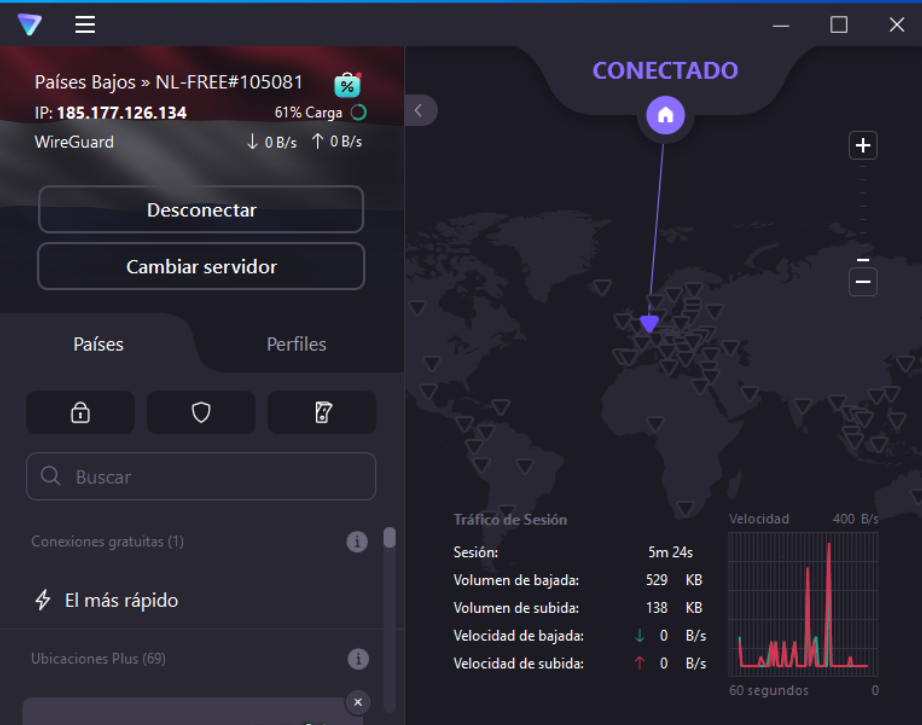 Países Bajos » NL-FREE#105081
%
IP: 185.177.126.134
61% Carga
WireGuard
↓ 0 B/s ↑ 0 B/s
Desconectar
Cambiar servidor
Países
Perfiles
Buscar
Conexiones gratuitas (1)
El más rápido
Ubicaciones Plus (69)
CONECTADO
Tráfico de Sesión
Sesión: 5m 24s
Volumen de bajada: 529 KB
Volumen de subida: 138 KB
Velocidad de bajada: ↓ 0 B/s
Velocidad de subida: ↑ 0 B/s
Velocidad 400 B/s
60 segundos 0